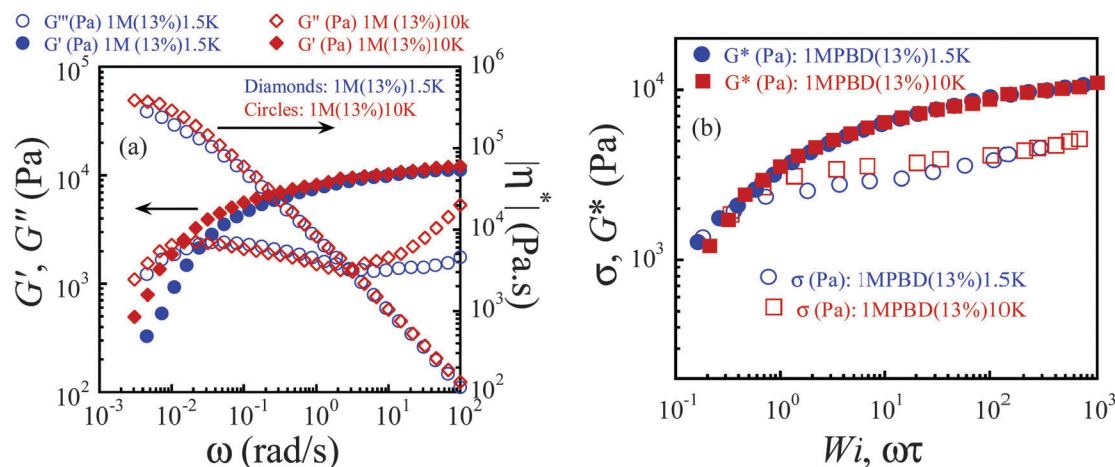 G'''(Pa) 1M(13%)1.5K
G'' (Pa) 1M(13%)10k
G' (Pa) 1M (13%)1.5K
G' (Pa) 1M(13%)10K
10^5
10^4
10^3
10^2
G', G'' (Pa)
(a)
Diamonds: 1M(13%)1.5K
Circles: 1M(13%)10K
10^6
10^5
10^4
10^3
10^2
|η*| (Pa.s)
10^-3
10^-2
10^-1
10^0
10^1
10^2
ω (rad/s)
σ, G* (Pa)
10^4
10^3
G* (Pa): 1MPBD(13%)1.5K
G* (Pa): 1MPBD(13%)10K
(b)
σ (Pa): 1MPBD(13%)1.5K
σ (Pa): 1MPBD(13%)10K
10^-1
10^0
10^1
10^2
10^3
Wi, ωτ